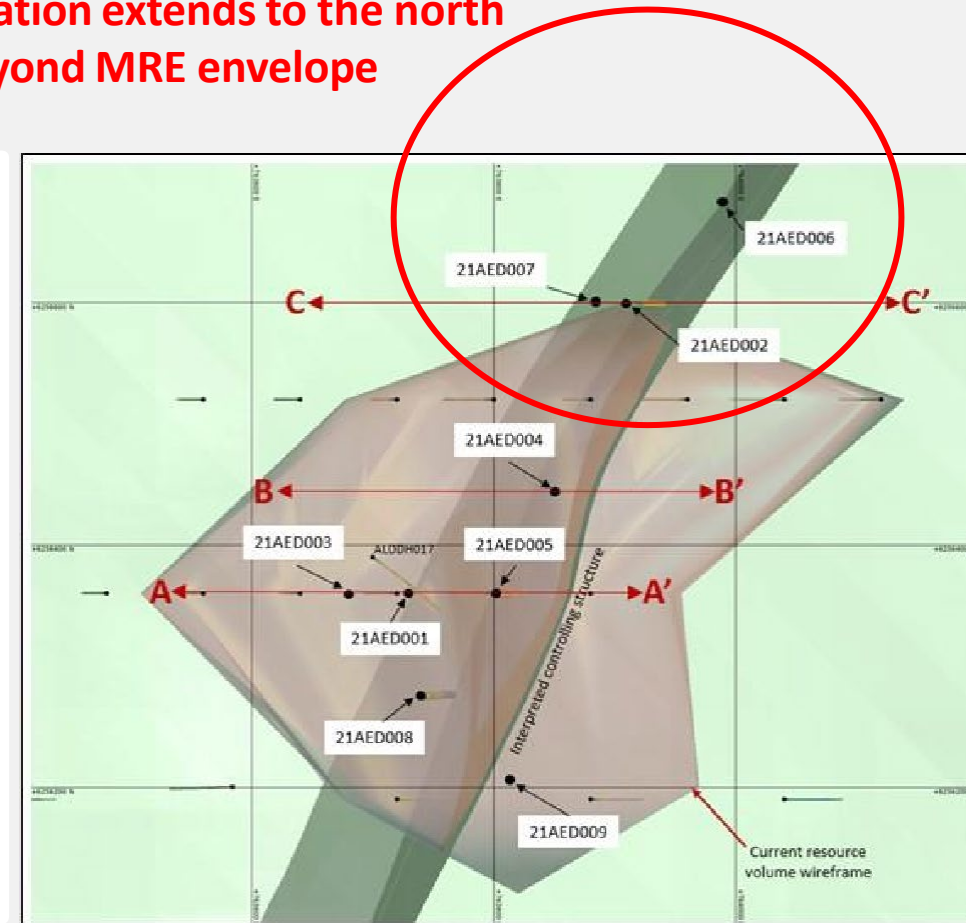 ation extends to the north
yond MRE envelope
21AED006
21AED007
C
C'
21AED002
21AED004
B
B'
21AED003
ALDDH017
21AED005
A
A'
21AED001
Interpreted controlling structure
21AED008
21AED009
Current resource
volume wireframe